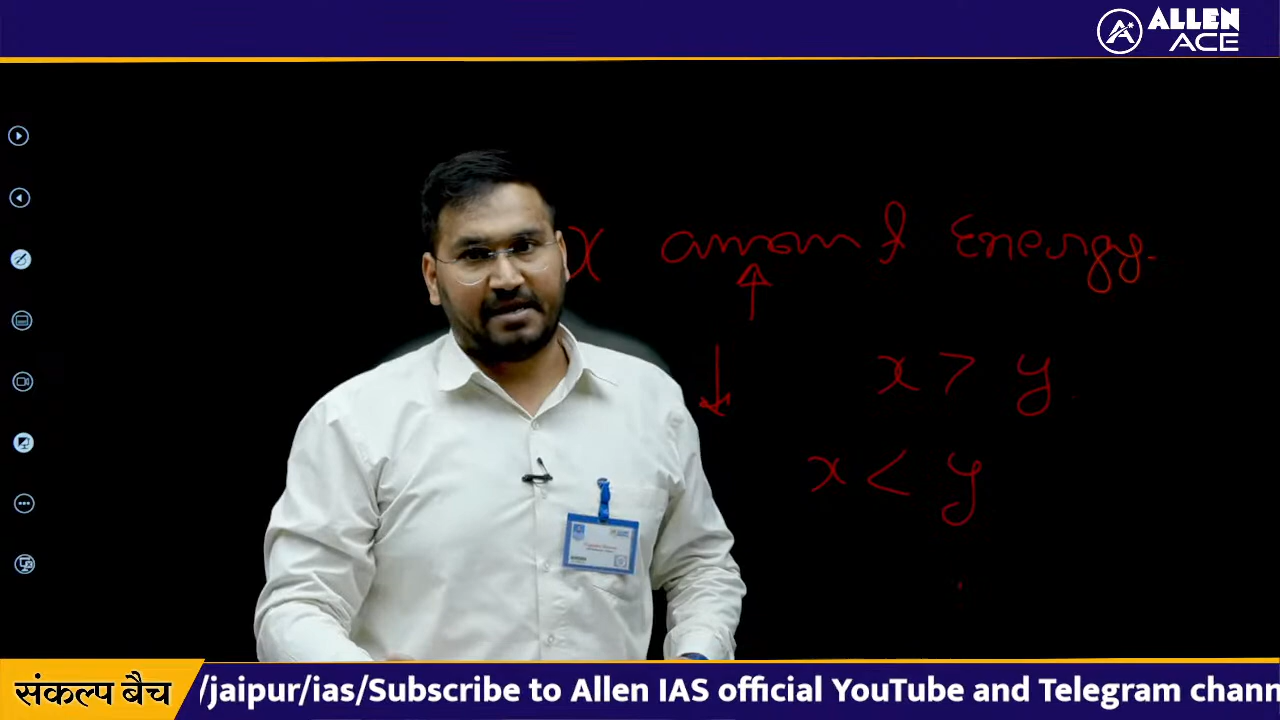 ALLEN
ACE
x amount Energy.
x > y
x < y
संकल्प बैच
/jaipur/ias/Subscribe to Allen IAS official YouTube and Telegram chann